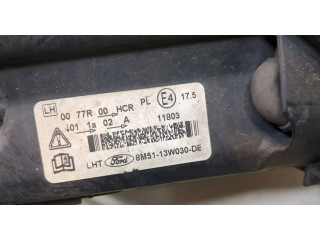 LH
00 77R 00 HCR PL E4 17.5
01 1a 02 A 11803
LHT Ford 8M51-13W030-DE